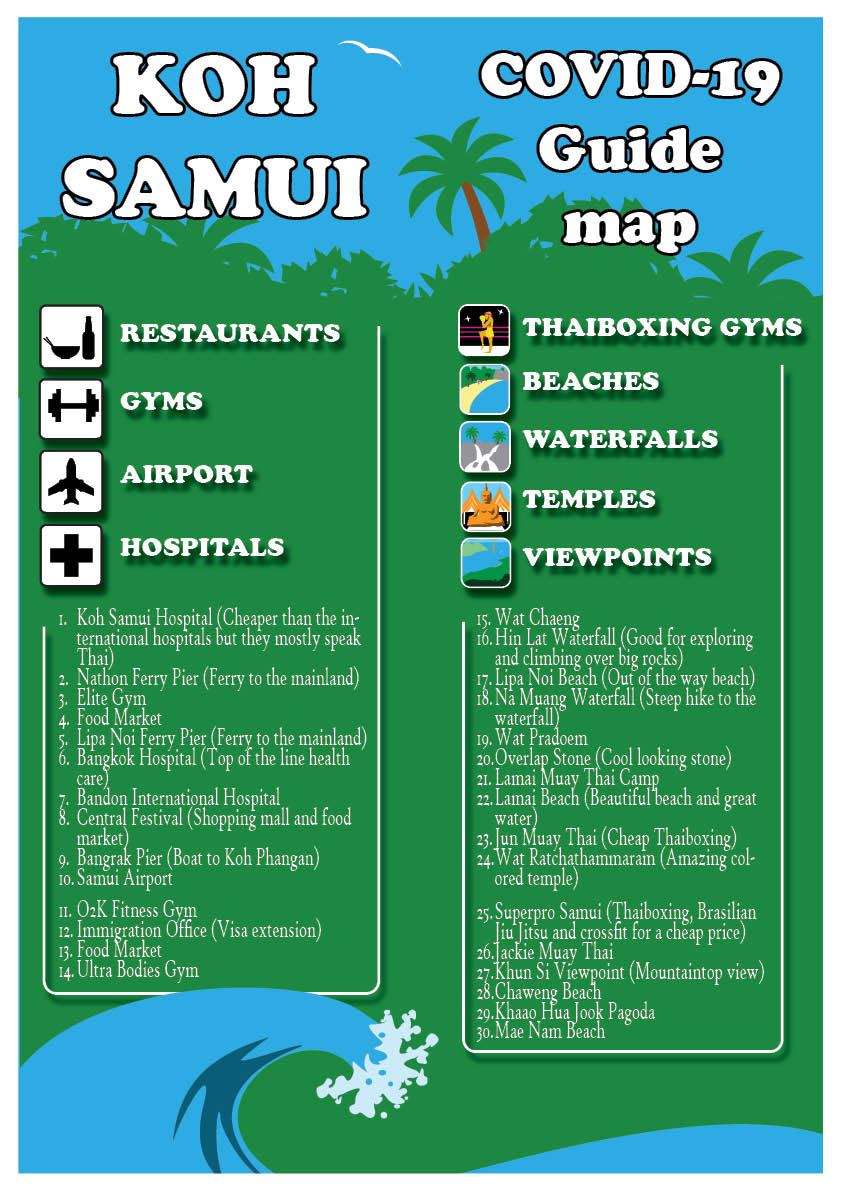 KOH
SAMUI
COVID-19
Guide
map
RESTAURANTS
GYMS
AIRPORT
HOSPITALS
1. Koh Samui Hospital (Cheaper than the in-
ternational hospitals but they mostly speak
Thai)
2. Nathon Ferry Pier (Ferry to the mainland)
3. Elite Gym
4. Food Market
5. Lipa Noi Ferry Pier (Ferry to the mainland)
6. Bangkok Hospital (Top of the line health
care)
7. Bandon International Hospital
8. Central Festival (Shopping mall and food
market)
9. Bangrak Pier (Boat to Koh Phangan)
10. Samui Airport
11. O2K Fitness Gym
12. Immigration Office (Visa extension)
13. Food Market
14. Ultra Bodies Gym
THAIBOXING GYMS
BEACHES
WATERFALLS
TEMPLES
VIEWPOINTS
15. Wat Chaeng
16. Hin Lat Waterfall (Good for exploring
and climbing over big rocks)
17. Lipa Noi Beach (Out of the way beach)
18. Na Muang Waterfall (Steep hike to the
waterfall)
19. Wat Pradoem
20. Overlap Stone (Cool looking stone)
21. Lamai Muay Thai Camp
22. Lamai Beach (Beautiful beach and great
water)
23. Jun Muay Thai (Cheap Thaiboxing)
24. Wat Ratchathammarain (Amazing col-
ored temple)
25. Superpro Samui (Thaiboxing, Brasilian
Jiu Jitsu and crossfit for a cheap price)
26. Jackie Muay Thai
27. Khun Si Viewpoint (Mountaintop view)
28. Chaweng Beach
29. Khaao Hua Jook Pagoda
30. Mae Nam Beach